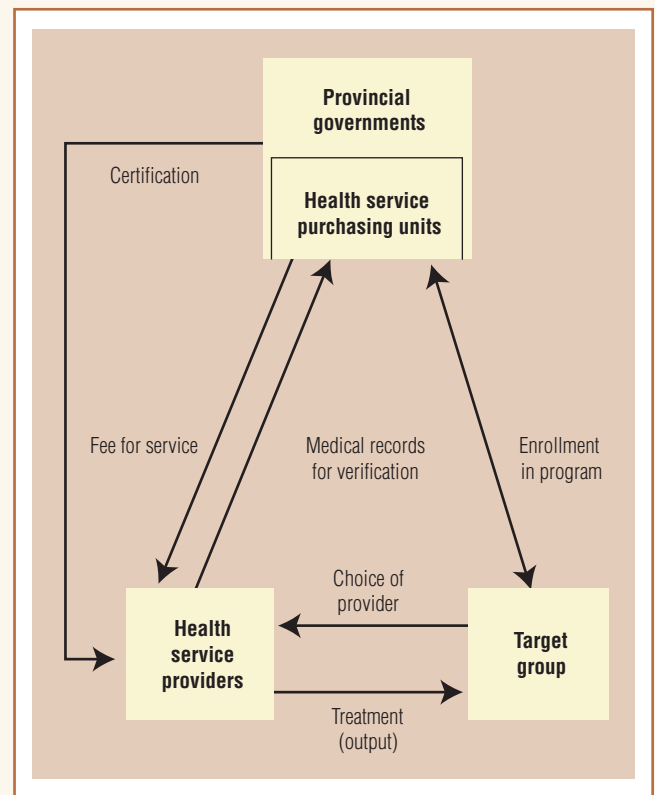 Provincial
governments
Certification
Health service
purchasing units
Fee for service
Medical records
for verification
Enrollment
in program
Choice of
provider
Health
service
providers
Target
group
Treatment
(output)